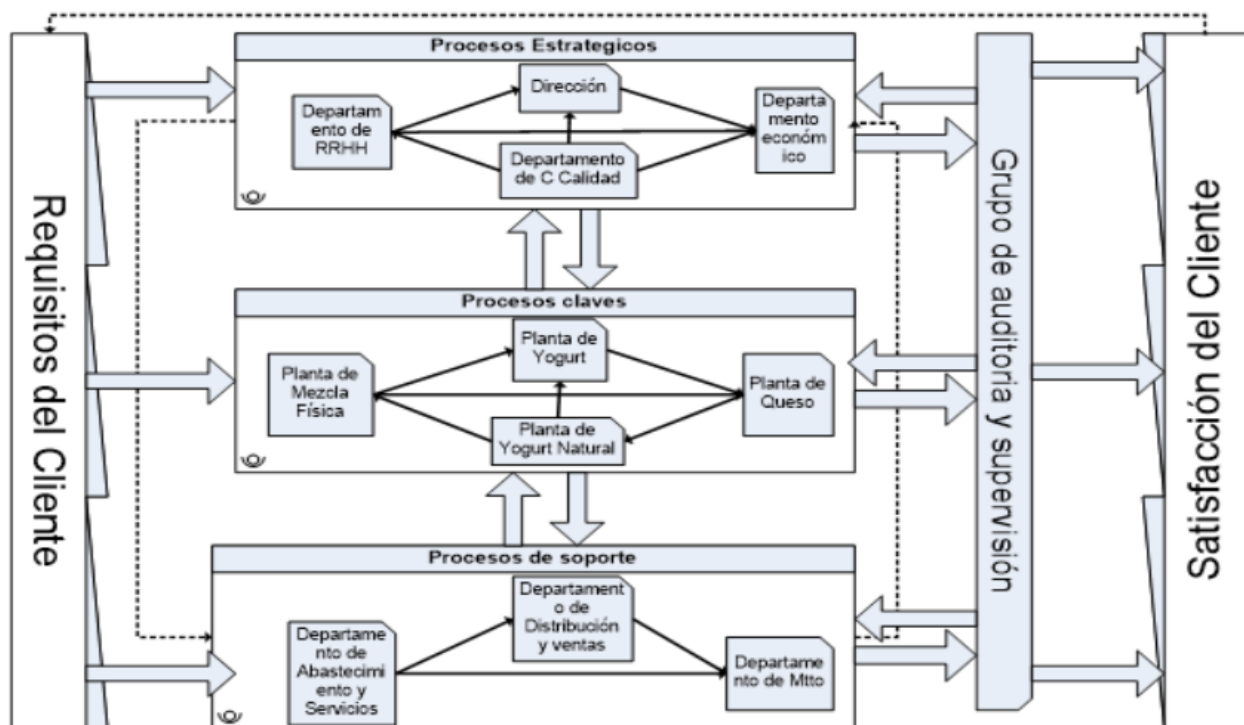 Requisitos del Cliente
Procesos Estrategicos
Departam
ento de
RRHH
Dirección
Departamento
de C Calidad
Departa
mento
económ
ico
Procesos claves
Planta de
Mezcla
Física
Planta de
Yogurt
Planta de
Yogurt Natural
Planta de
Queso
Procesos de soporte
Departame
nto de
Abastecimi
ento y
Servicios
Departament
o de
Distribución
y ventas
Departame
nto de Mtto
Grupo de auditoria y supervisión
Satisfacción del Cliente